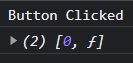 Button Clicked
▶ (2) [0, ƒ]